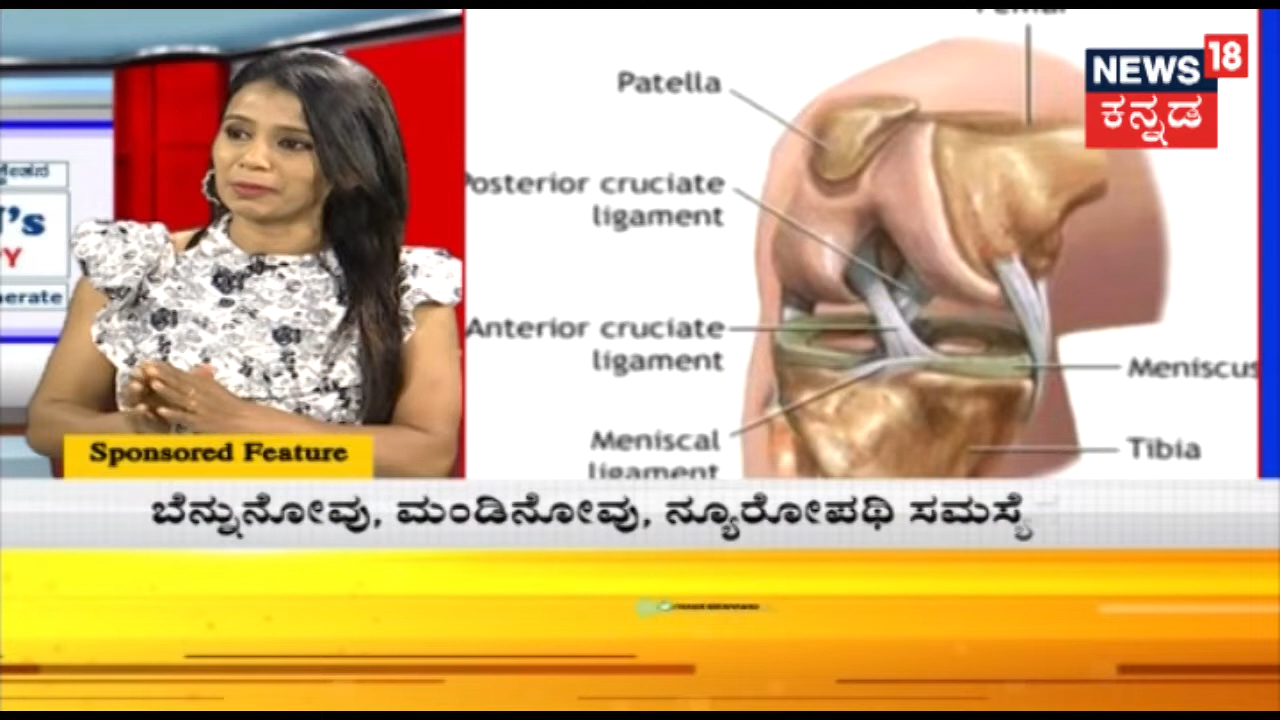 NEWS
18
ಕನ್ನಡ
Patella
Posterior cruciate
ligament
Anterior cruciate
ligament
Meniscus
Meniscal
ligament
Tibia
Sponsored Feature
ಬೆನ್ನುನೋವು, ಮಂಡಿನೋವು, ನ್ಯೂರೋಪಥಿ ಸಮಸ್ಯೆ